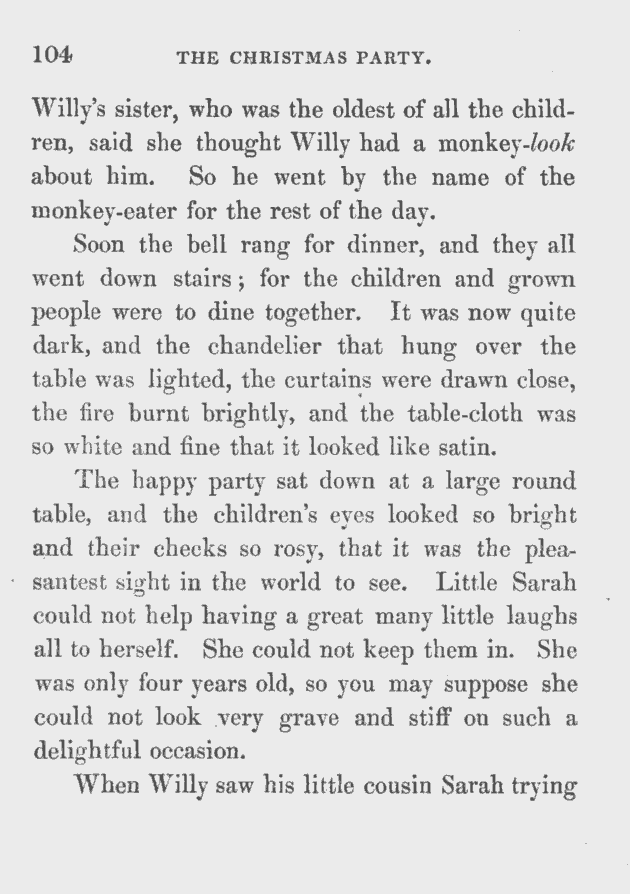 104 THE CHRISTMAS PARTY.
Willy's sister, who was the oldest of all the child-
ren, said she thought Willy had a monkey-look
about him. So he went by the name of the
monkey-eater for the rest of the day.
Soon the bell rang for dinner, and they all
went down stairs; for the children and grown
people were to dine together. It was now quite
dark, and the chandelier that hung over the
table was lighted, the curtains were drawn close,
the fire burnt brightly, and the table-cloth was
so white and fine that it looked like satin.
The happy party sat down at a large round
table, and the children's eyes looked so bright
and their cheeks so rosy, that it was the plea-
santest sight in the world to see. Little Sarah
could not help having a great many little laughs
all to herself. She could not keep them in. She
was only four years old, so you may suppose she
could not look very grave and stiff on such a
delightful occasion.
When Willy saw his little cousin Sarah trying